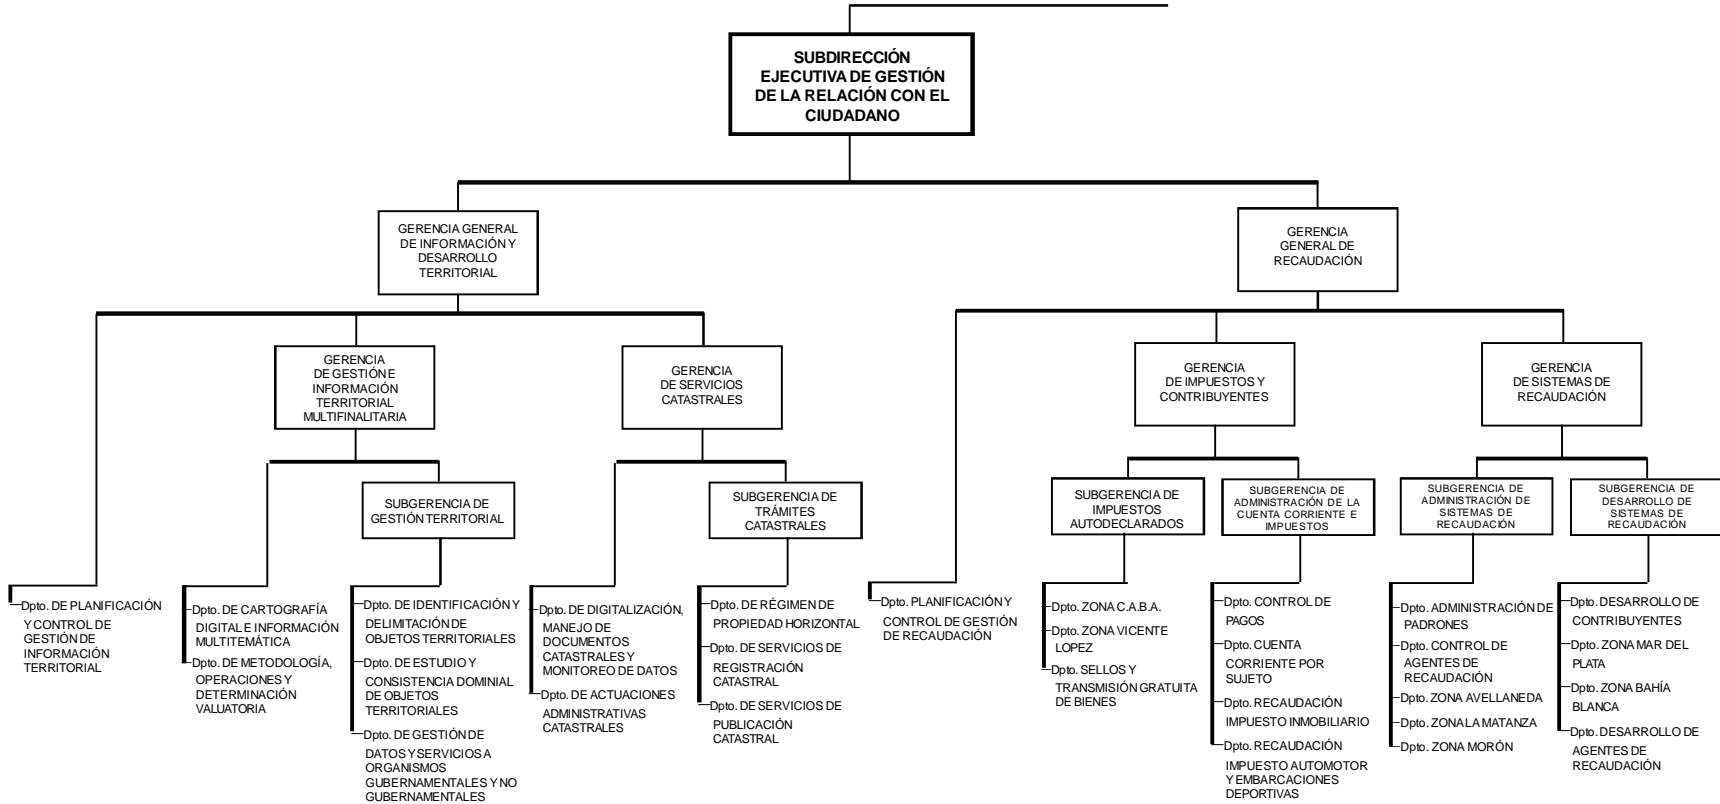 SUBDIRECCIÓN
EJECUTIVA DE GESTIÓN
DE LA RELACIÓN CON EL
CIUDADANO
GERENCIA GENERAL
DE INFORMACIÓN Y
DESARROLLO
TERRITORIAL
GERENCIA
GENERAL DE
RECAUDACIÓN
GERENCIA
DE GESTIÓN E
INFORMACIÓN
TERRITORIAL
MULTIFINALITARIA
GERENCIA
DE SERVICIOS
CATASTRALES
GERENCIA
DE IMPUESTOS Y
CONTRIBUYENTES
GERENCIA
DE SISTEMAS DE
RECAUDACIÓN
SUBGERENCIA DE
GESTIÓN TERRITORIAL
SUBGERENCIA DE
TRÁMITES
CATASTRALES
SUBGERENCIA DE
IMPUESTOS
AUTODECLARADOS
SUBGERENCIA DE
ADMINISTRACIÓN DE LA
CUENTA CORRIENTE E
IMPUESTOS
SUBGERENCIA DE
ADMINISTRACIÓN DE
SISTEMAS DE
RECAUDACIÓN
SUBGERENCIA DE
DESARROLLO DE
SISTEMAS DE
RECAUDACIÓN
Dpto. DE PLANIFICACIÓN
Y CONTROL DE
GESTIÓN DE
INFORMACIÓN
TERRITORIAL
Dpto. DE CARTOGRAFÍA
DIGITAL E INFORMACIÓN
MULTITEMÁTICA
Dpto. DE METODOLOGÍA,
OPERACIONES Y
DETERMINACIÓN
VALUATORIA
Dpto. DE IDENTIFICACIÓN Y
DELIMITACIÓN DE
OBJETOS TERRITORIALES
Dpto. DE ESTUDIO Y
CONSISTENCIA DOMINIAL
DE OBJETOS
TERRITORIALES
Dpto. DE GESTIÓN DE
DATOS Y SERVICIOS A
ORGANISMOS
GUBERNAMENTALES Y NO
GUBERNAMENTALES
Dpto. DE DIGITALIZACIÓN,
MANEJO DE
DOCUMENTOS
CATASTRALES Y
MONITOREO DE DATOS
Dpto. DE ACTUACIONES
ADMINISTRATIVAS
CATASTRALES
Dpto. DE RÉGIMEN DE
PROPIEDAD HORIZONTAL
Dpto. DE SERVICIOS DE
REGISTRACIÓN
CATASTRAL
Dpto. DE SERVICIOS DE
PUBLICACIÓN
CATASTRAL
Dpto. PLANIFICACIÓN Y
CONTROL DE GESTIÓN
DE RECAUDACIÓN
Dpto. ZONA C.A.B.A.
Dpto. ZONA VICENTE
LOPEZ
Dpto. SELLOS Y
TRANSMISIÓN GRATUITA
DE BIENES
Dpto. CONTROL DE
PAGOS
Dpto. CUENTA
CORRIENTE POR
SUJETO
Dpto. RECAUDACIÓN
IMPUESTO INMOBILIARIO
Dpto. RECAUDACIÓN
IMPUESTO AUTOMOTOR
Y EMBARCACIONES
DEPORTIVAS
Dpto. ADMINISTRACIÓN DE
PADRONES
Dpto. CONTROL DE
AGENTES DE
RECAUDACIÓN
Dpto. ZONA AVELLANEDA
Dpto. ZONA LA MATANZA
Dpto. ZONA MORÓN
Dpto. DESARROLLO DE
CONTRIBUYENTES
Dpto. ZONA MAR DEL
PLATA
Dpto. ZONA BAHÍA
BLANCA
Dpto. DESARROLLO DE
AGENTES DE
RECAUDACIÓN